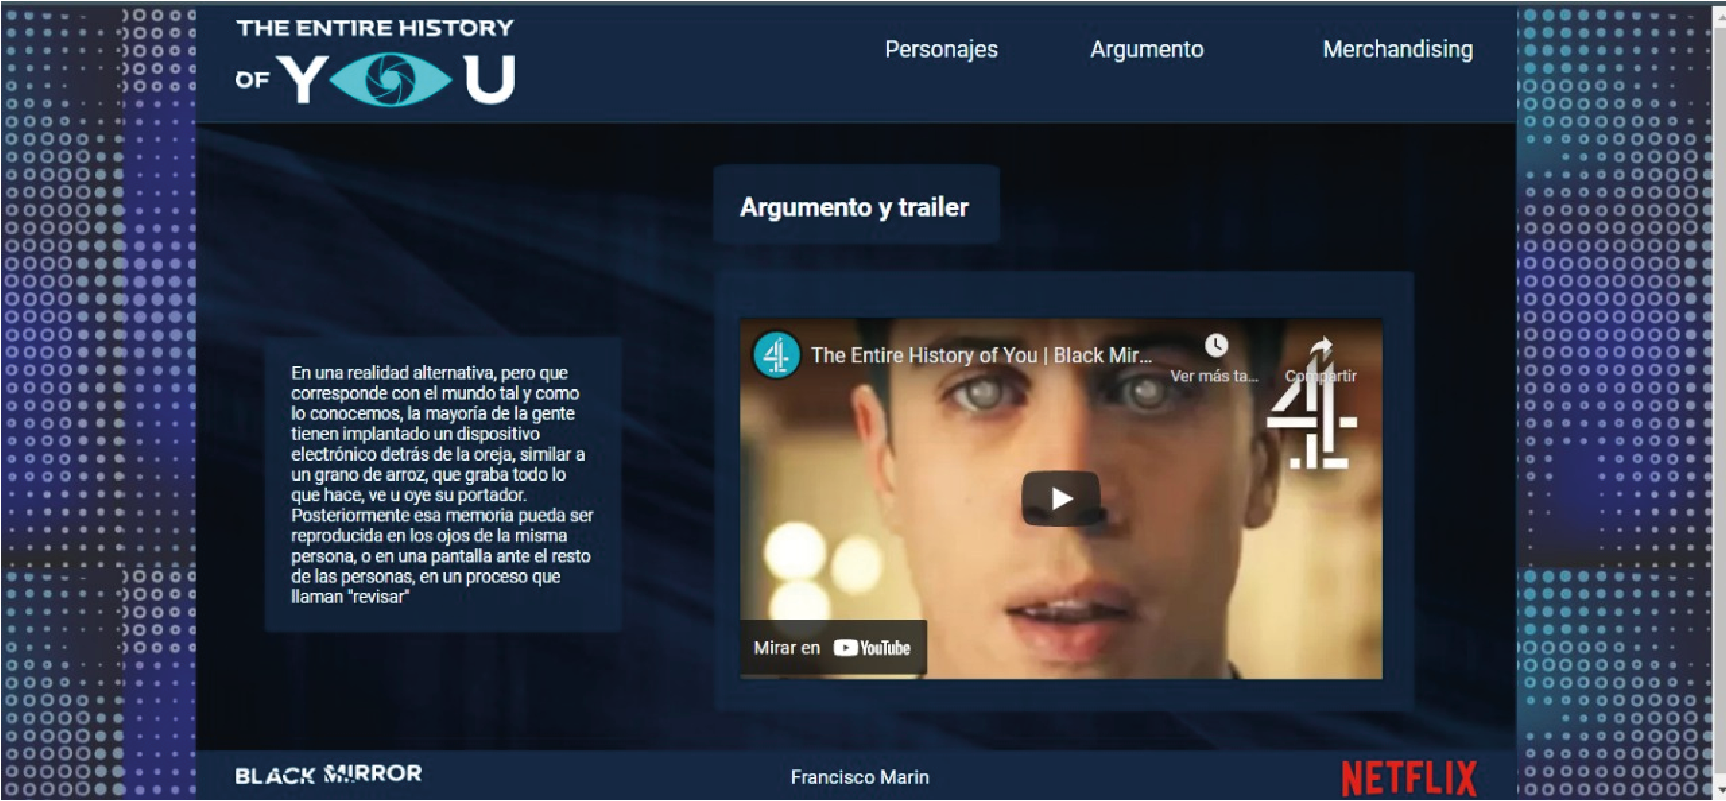 THE ENTIRE HISTORY
OF YOU
Personajes
Argumento
Merchandising
Argumento y trailer
En una realidad alternativa, pero que
corresponde con el mundo tal y como
lo conocemos, la mayoría de la gente
tienen implantado un dispositivo
electrónico detrás de la oreja, similar a
un grano de arroz, que graba todo lo
que hace, ve u oye su portador.
Posteriormente esa memoria pueda ser
reproducida en los ojos de la misma
persona, o en una pantalla ante el resto
de las personas, en un proceso que
llaman "revisar"
4
The Entire History of You | Black Mir...
Ver más ta...
Compartir
4
Mirar en YouTube
BLACK MIRROR
Francisco Marin
NETFLIX